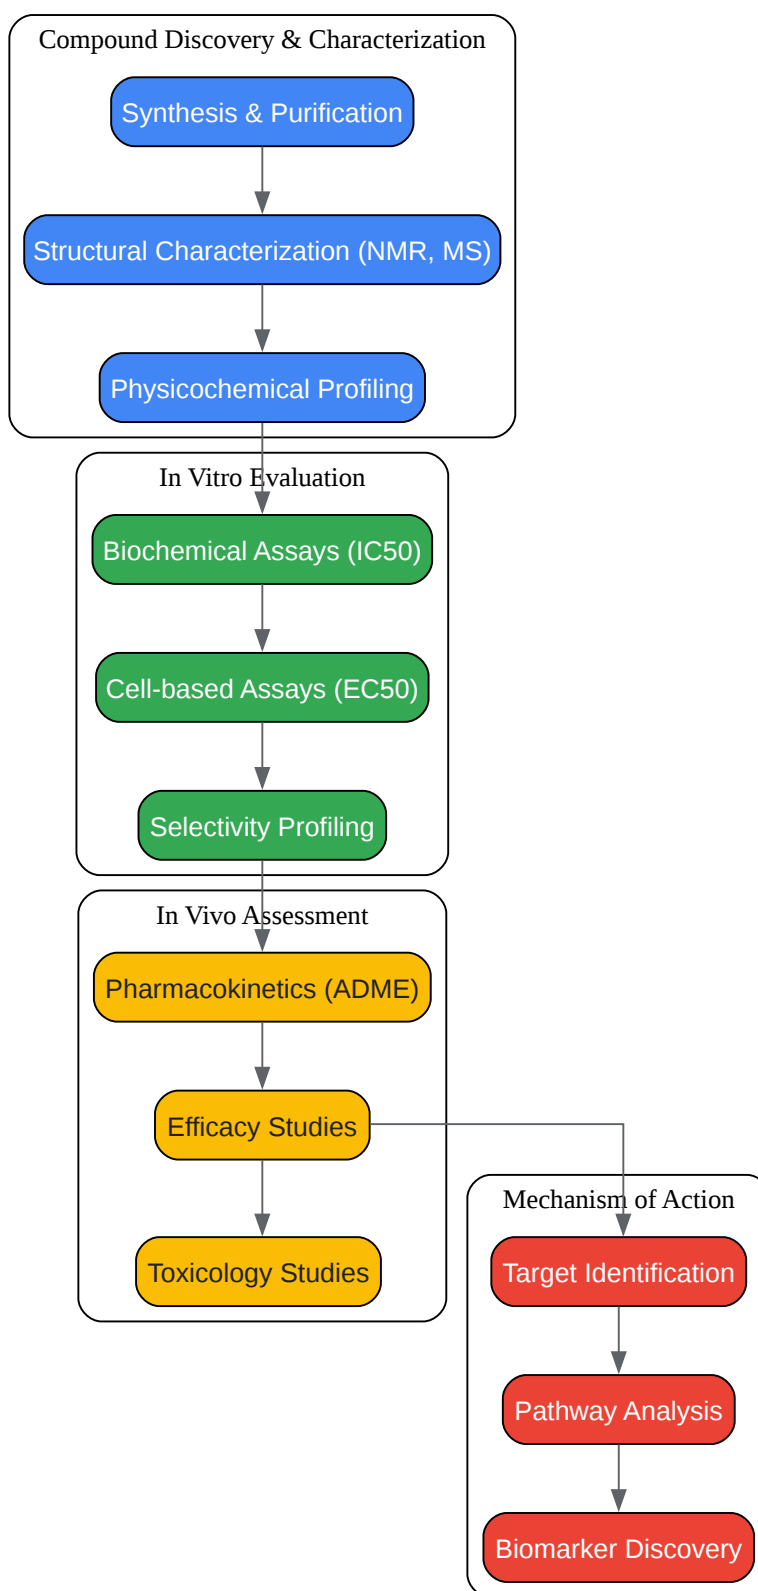 Compound Discovery & Characterization
Synthesis & Purification
Structural Characterization (NMR, MS)
Physicochemical Profiling
In Vitro Evaluation
Biochemical Assays (IC50)
Cell-based Assays (EC50)
Selectivity Profiling
In Vivo Assessment
Pharmacokinetics (ADME)
Efficacy Studies
Toxicology Studies
Mechanism of Action
Target Identification
Pathway Analysis
Biomarker Discovery